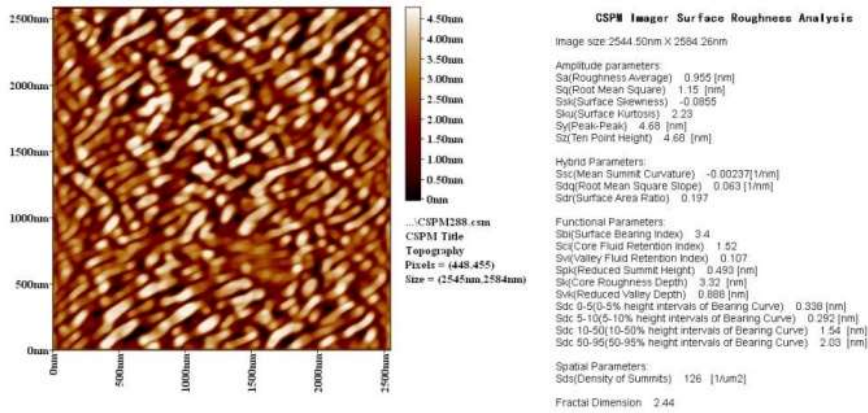 2500nm
2000nm
1500nm
1000nm
500nm
0nm
0nm
500nm
1000nm
1500nm
2000nm
2500nm
4.50nm
4.00nm
3.50nm
3.00nm
2.50nm
2.00nm
1.50nm
1.00nm
0.50nm
0nm
...\CSPM288.csm
CSPM Title
Topography
Pixels = (448,455)
Size = (2545nm,2584nm)
CSPM Imager Surface Roughness Analysis
Image size:2544.50nm X 2584.26nm
Amplitude parameters:
Sa(Roughness Average) 0.955 [nm]
Sq(Root Mean Square) 1.15 [nm]
Ssk(Surface Skewness) -0.0855
Sku(Surface Kurtosis) 2.23
Sy(Peak-Peak) 4.68 [nm]
Sz(Ten Point Height) 4.68 [nm]
Hybrid Parameters:
Ssc(Mean Summit Curvature) -0.00237[1/nm]
Sdq(Root Mean Square Slope) 0.063 [1/nm]
Sdr(Surface Area Ratio) 0.197
Functional Parameters:
Sbi(Surface Bearing Index) 3.4
Sci(Core Fluid Retention Index) 1.52
Svi(Valley Fluid Retention Index) 0.107
Spk(Reduced Summit Height) 0.493 [nm]
Sk(Core Roughness Depth) 3.32 [nm]
Svk(Reduced Valley Depth) 0.888 [nm]
Sdc 0-5(0-5% height intervals of Bearing Curve) 0.338 [nm]
Sdc 5-10(5-10% height intervals of Bearing Curve) 0.292 [nm]
Sdc 10-50(10-50% height intervals of Bearing Curve) 1.54 [nm]
Sdc 50-95(50-95% height intervals of Bearing Curve) 2.03 [nm]
Spatial Parameters:
Sds(Density of Summits) 126 [1/um2]
Fractal Dimension 2.44